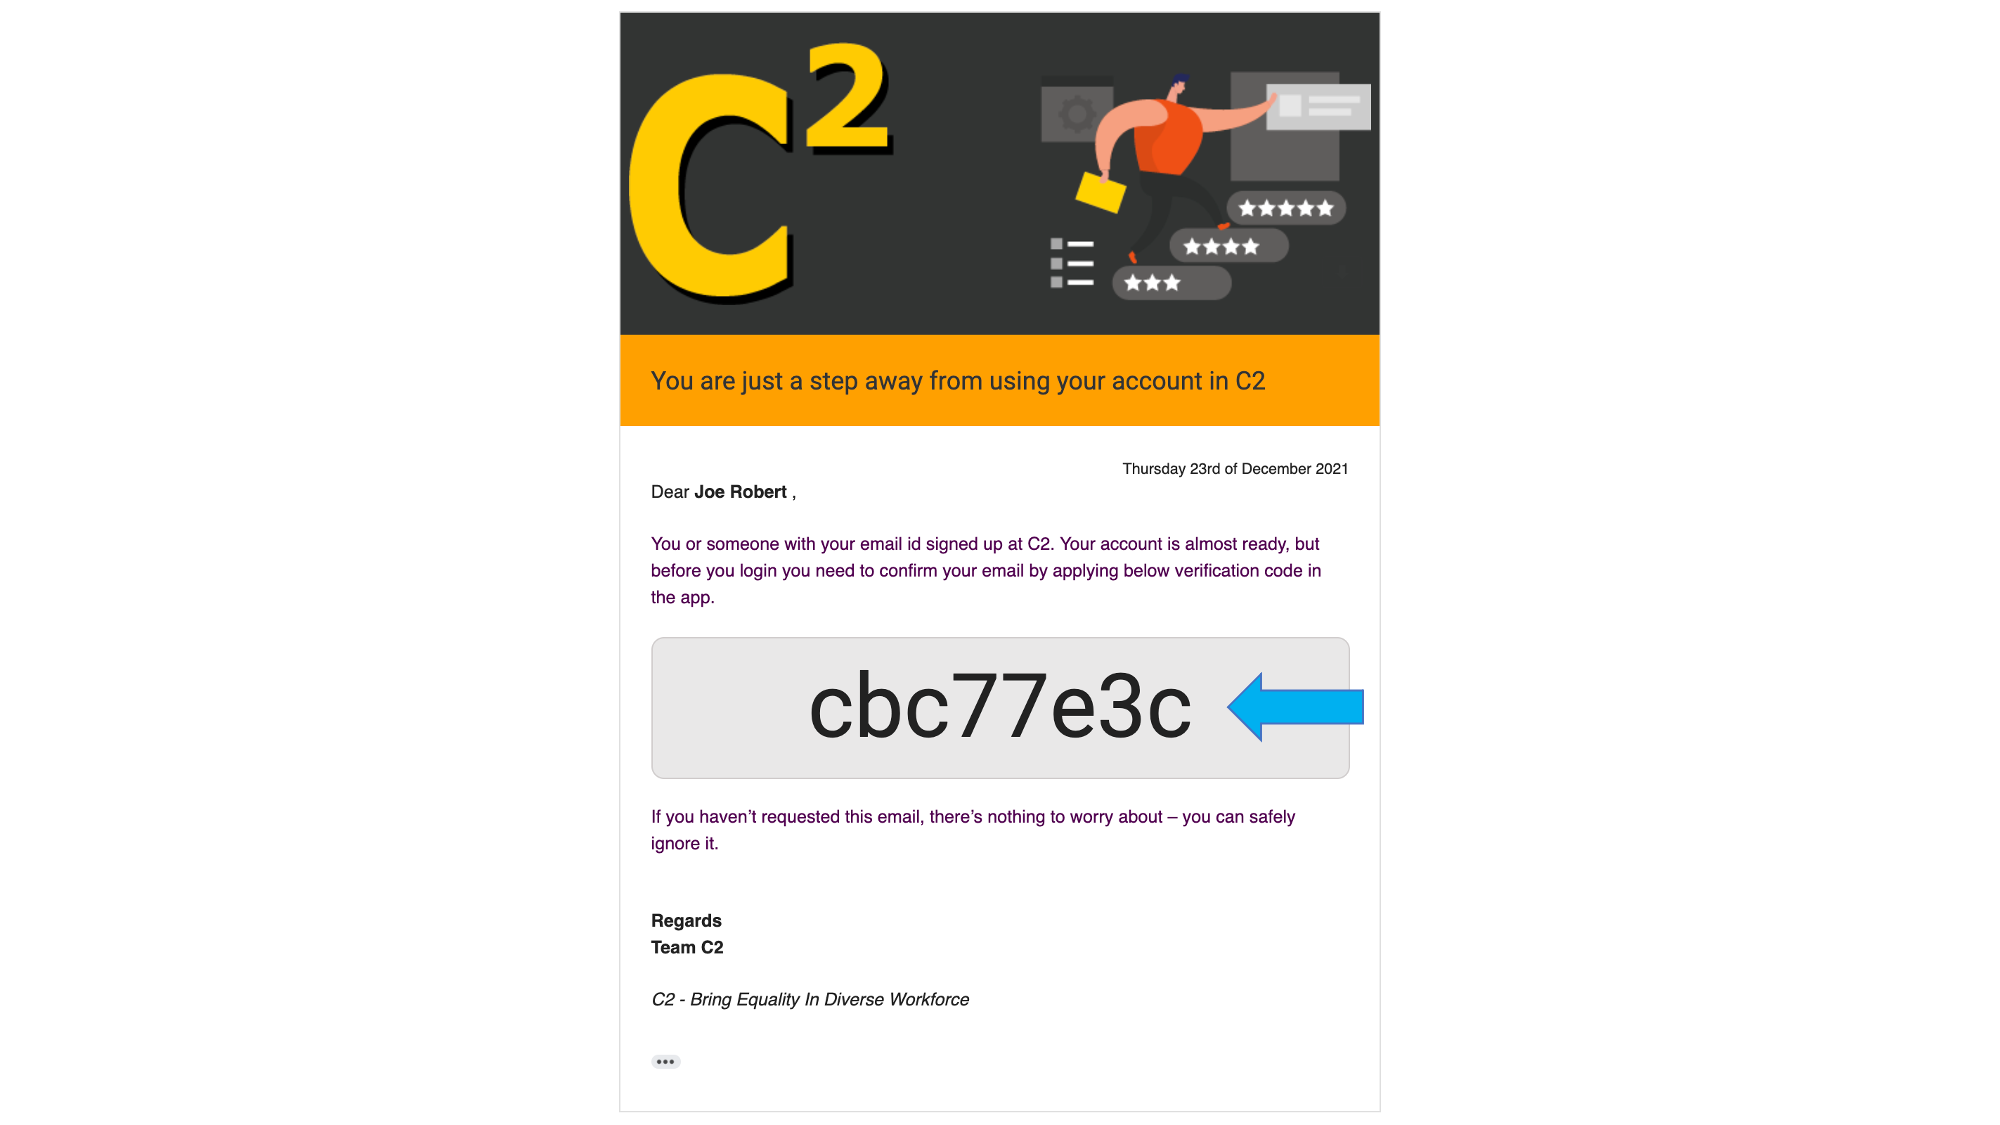 C²
You are just a step away from using your account in C2
Thursday 23rd of December 2021
Dear Joe Robert ,
You or someone with your email id signed up at C2. Your account is almost ready, but
before you login you need to confirm your email by applying below verification code in
the app.
cbc77e3c
If you haven’t requested this email, there’s nothing to worry about – you can safely
ignore it.
Regards
Team C2
C2 - Bring Equality In Diverse Workforce